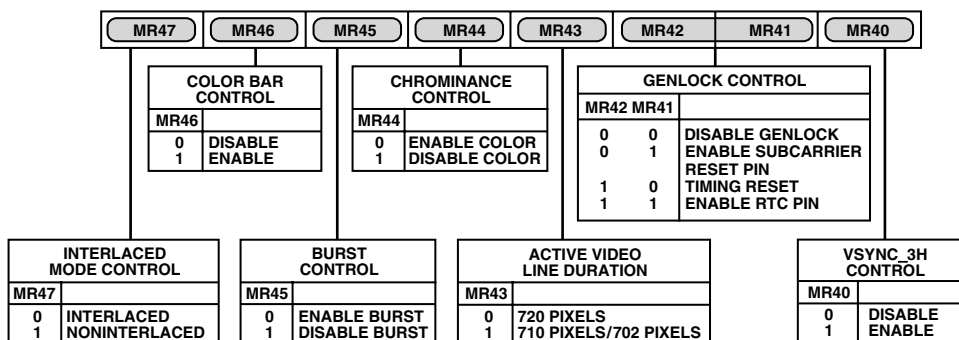 MR47 MR46 MR45 MR44 MR43 MR42 MR41 MR40
COLOR BAR
CONTROL
MR46
0 DISABLE
1 ENABLE
CHROMINANCE
CONTROL
MR44
0 ENABLE COLOR
1 DISABLE COLOR
GENLOCK CONTROL
MR42 MR41
0 0 DISABLE GENLOCK
0 1 ENABLE SUBCARRIER
RESET PIN
1 0 TIMING RESET
1 1 ENABLE RTC PIN
INTERLACED
MODE CONTROL
MR47
0 INTERLACED
1 NONINTERLACED
BURST
CONTROL
MR45
0 ENABLE BURST
1 DISABLE BURST
ACTIVE VIDEO
LINE DURATION
MR43
0 720 PIXELS
1 710 PIXELS/702 PIXELS
VSYNC_3H
CONTROL
MR40
0 DISABLE
1 ENABLE